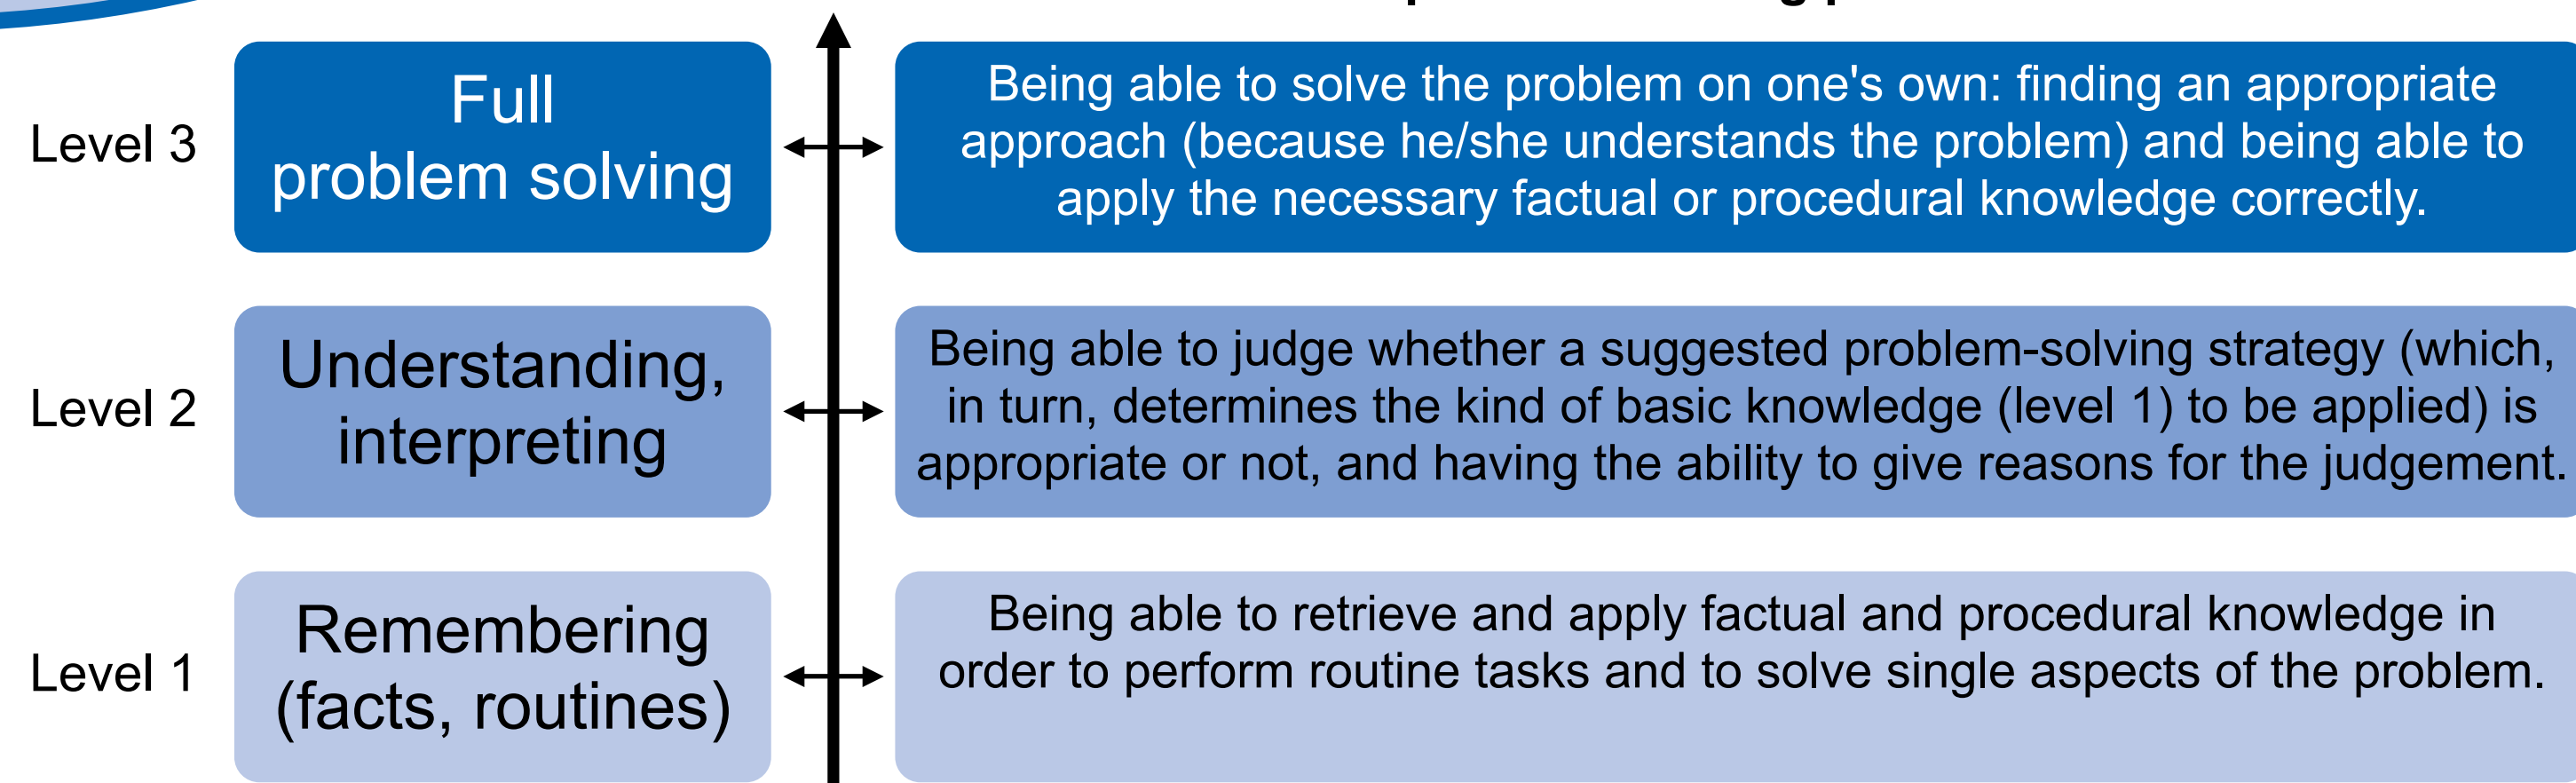 Level 3
Full
problem solving
Being able to solve the problem on one's own: finding an appropriate
approach (because he/she understands the problem) and being able to
apply the necessary factual or procedural knowledge correctly.
Level 2
Understanding,
interpreting
Being able to judge whether a suggested problem-solving strategy (which,
in turn, determines the kind of basic knowledge (level 1) to be applied) is
appropriate or not, and having the ability to give reasons for the judgement.
Level 1
Remembering
(facts, routines)
Being able to retrieve and apply factual and procedural knowledge in
order to perform routine tasks and to solve single aspects of the problem.